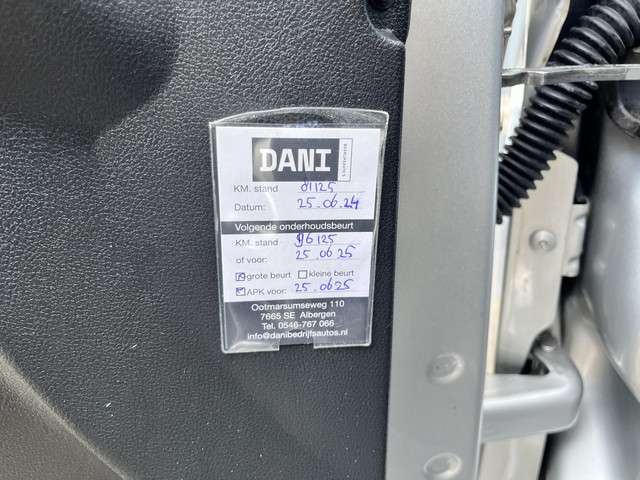 DANI
BEDRIJFSAUTO'S
KM. stand 81125
Datum: 25.06.24
Volgende onderhoudsbeurt
KM. stand 96125
of voor: 25.06.25
grote beurt kleine beurt
APK voor: 25.06.25
Ootmarsumseweg 110
7665 SE Albergen
Tel. 0546-767 066
info@danibedrijfsautos.nl